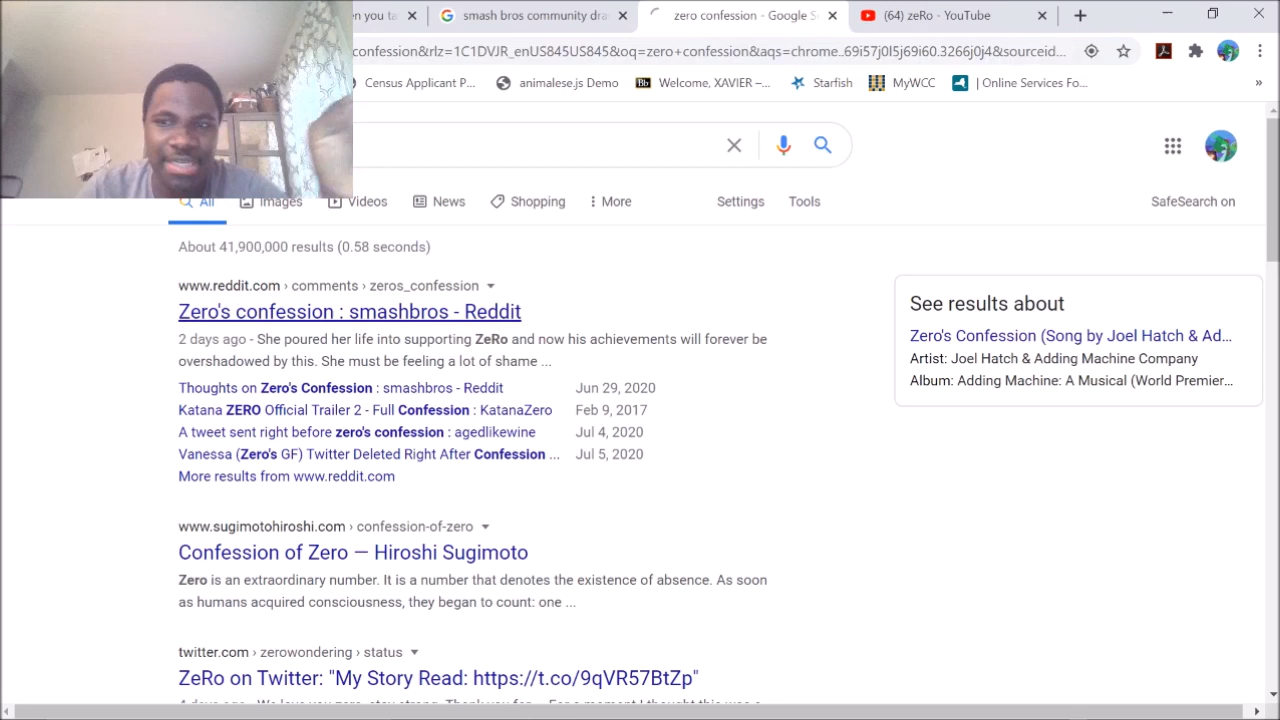 en you ta
smash bros community dra
zero confession - Google S
(64) zeRo - YouTube
confession&rlz=1C1DVJR_enUS845US845&oq=zero+confession&aqs=chrome..69i57j0l5j69i60.3266j0j4&sourceid...
Census Applicant P...
animalese.js Demo
Bb
Welcome, XAVIER –...
Starfish
MyWCC
| Online Services Fo...
»
All
Images
Videos
News
Shopping
More
Settings
Tools
SafeSearch on
About 41,900,000 results (0.58 seconds)
www.reddit.com › comments › zeros_confession
Zero's confession : smashbros - Reddit
2 days ago - She poured her life into supporting ZeRo and now his achievements will forever be
overshadowed by this. She must be feeling a lot of shame ...
Thoughts on Zero's Confession : smashbros - Reddit Jun 29, 2020
Katana ZERO Official Trailer 2 - Full Confession : KatanaZero Feb 9, 2017
A tweet sent right before zero's confession : agedlikewine Jul 4, 2020
Vanessa (Zero's GF) Twitter Deleted Right After Confession ... Jul 5, 2020
More results from www.reddit.com
See results about
Zero's Confession (Song by Joel Hatch & Ad...
Artist: Joel Hatch & Adding Machine Company
Album: Adding Machine: A Musical (World Premier...
www.sugimotohiroshi.com › confession-of-zero
Confession of Zero — Hiroshi Sugimoto
Zero is an extraordinary number. It is a number that denotes the existence of absence. As soon
as humans acquired consciousness, they began to count: one ...
twitter.com › zerowondering › status
ZeRo on Twitter: "My Story Read: https://t.co/9qVR57BtZp"